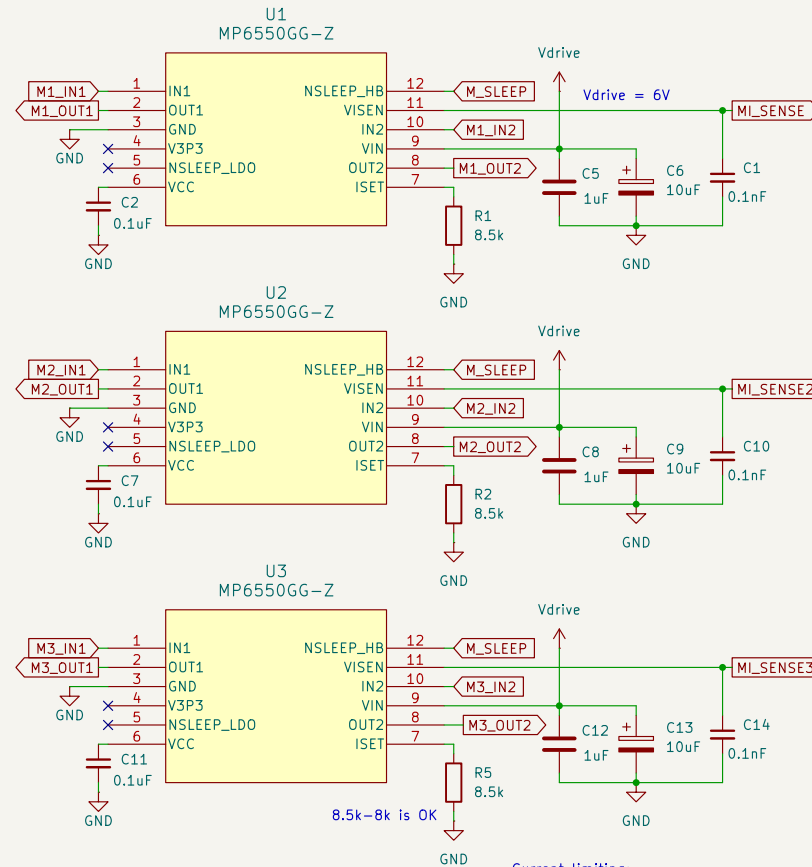 U1
MP6550GG-Z
Vdrive
Vdrive = 6V
M1_IN1 1 IN1 NSLEEP_HB 12 M_SLEEP
M1_OUT1 2 OUT1 VISEN 11 MI_SENSE
3 GND IN2 10 M1_IN2
GND
4 V3P3 VIN 9
5 NSLEEP_LDO OUT2 8 M1_OUT2
6 VCC ISET 7
C2
0.1uF
GND
R1
8.5k
GND
C5
1uF
+
C6
10uF
C1
0.1nF
GND
U2
MP6550GG-Z
Vdrive
M2_IN1 1 IN1 NSLEEP_HB 12 M_SLEEP
M2_OUT1 2 OUT1 VISEN 11 MI_SENSE2
3 GND IN2 10 M2_IN2
GND
4 V3P3 VIN 9
5 NSLEEP_LDO OUT2 8 M2_OUT2
6 VCC ISET 7
C7
0.1uF
GND
R2
8.5k
GND
C8
1uF
+
C9
10uF
C10
0.1nF
GND
U3
MP6550GG-Z
Vdrive
M3_IN1 1 IN1 NSLEEP_HB 12 M_SLEEP
M3_OUT1 2 OUT1 VISEN 11 MI_SENSE3
3 GND IN2 10 M3_IN2
GND
4 V3P3 VIN 9
5 NSLEEP_LDO OUT2 8 M3_OUT2
6 VCC ISET 7
C11
0.1uF
GND
R5
8.5k
8.5k-8k is OK
GND
C12
1uF
+
C13
10uF
C14
0.1nF
GND
Current limiting